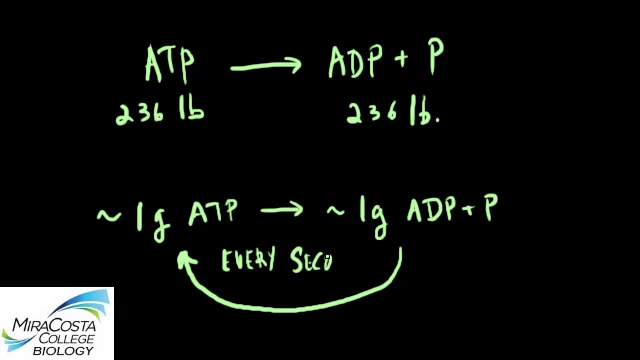 ATP → ADP + P
236 lb 236 lb.
~ 1g ATP → ~ 1g ADP + P
EVERY SECO
MIRACOSTA
COLLEGE
BIOLOGY